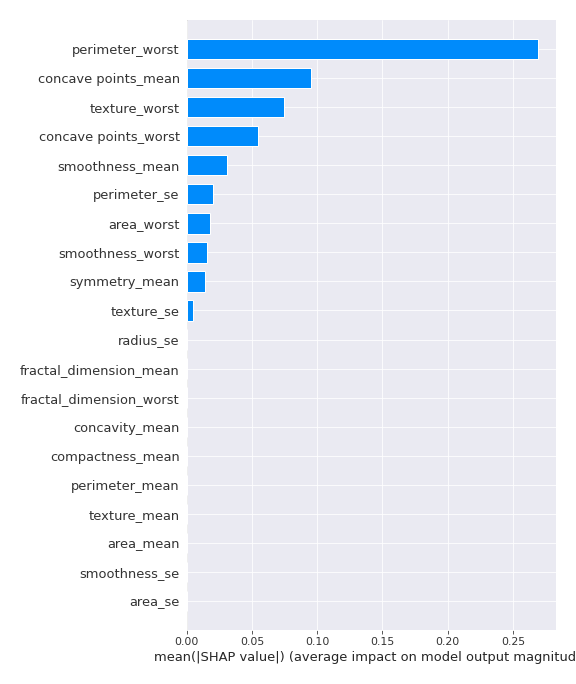 perimeter_worst
concave points_mean
texture_worst
concave points_worst
smoothness_mean
perimeter_se
area_worst
smoothness_worst
symmetry_mean
texture_se
radius_se
fractal_dimension_mean
fractal_dimension_worst
concavity_mean
compactness_mean
perimeter_mean
texture_mean
area_mean
smoothness_se
area_se
0.00 0.05 0.10 0.15 0.20 0.25
mean(|SHAP value|) (average impact on model output magnitud